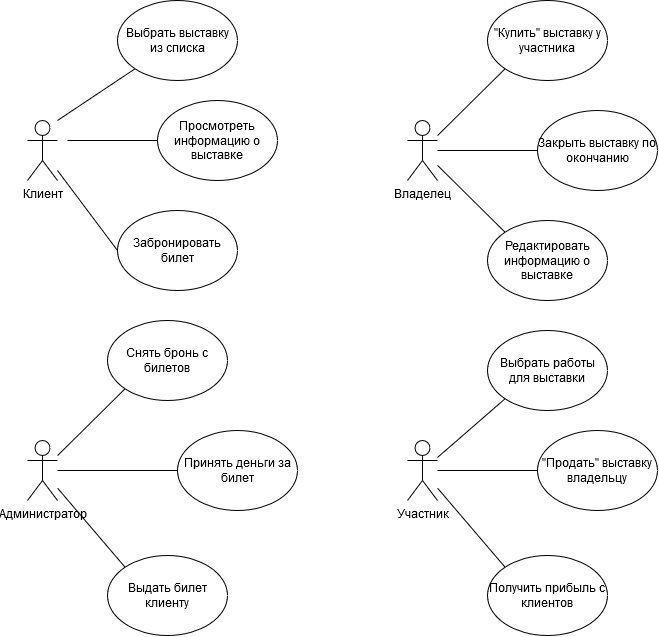 Выбрать выставку
из списка
Просмотреть
информацию о
выставке
Клиент
Забронировать
билет
"Купить" выставку у
участника
Закрыть выставку по
окончанию
Владелец
Редактировать
информацию о
выставке
Снять бронь с
билетов
Принять деньги за
билет
Администратор
Выдать билет
клиенту
Выбрать работы
для выставки
"Продать" выставку
владельцу
Участник
Получить прибыль с
клиентов